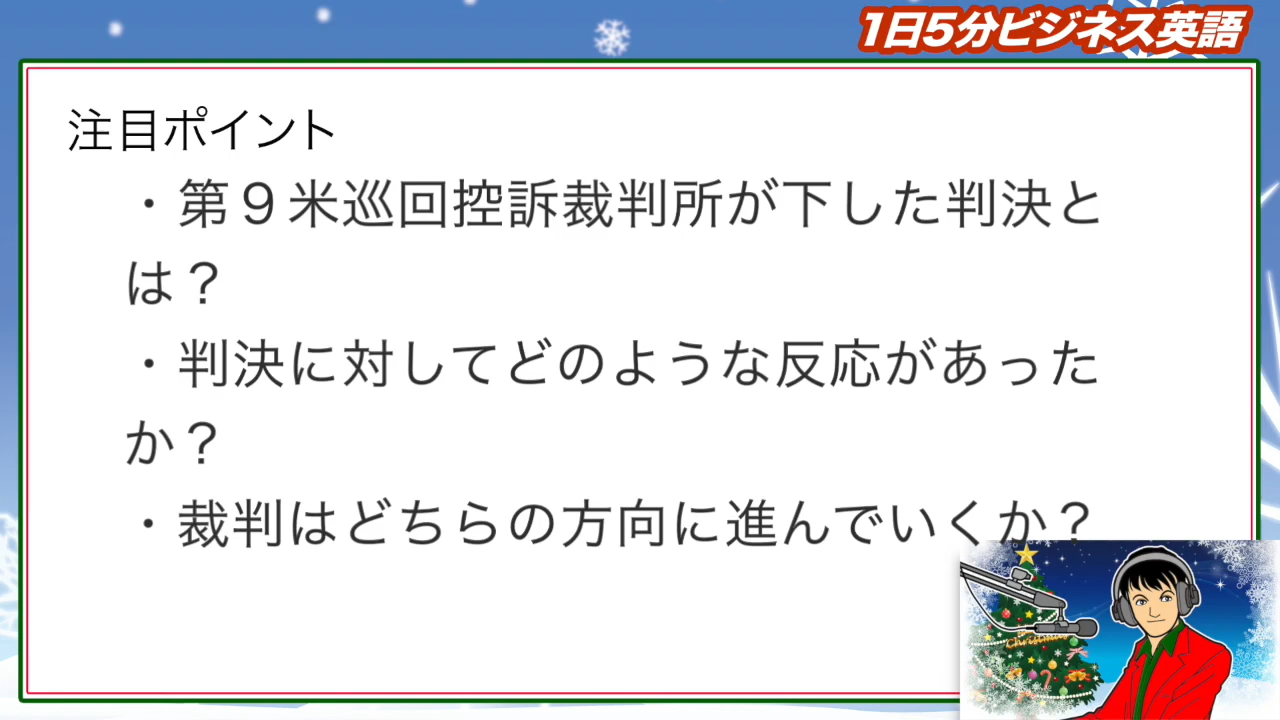 1日5分ビジネス英語
注目ポイント
・第９米巡回控訴裁判所が下した判決と
は？
・判決に対してどのような反応があった
か？
・裁判はどちらの方向に進んでいくか？
Christmas